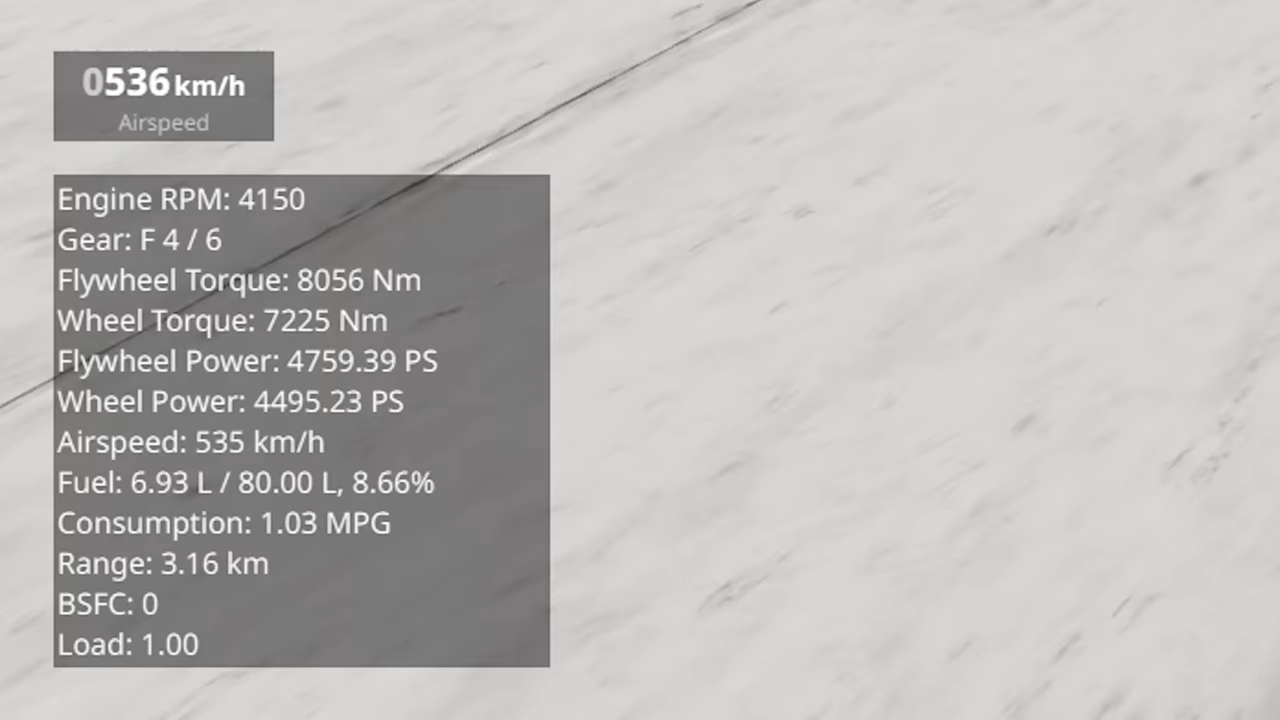 0536 km/h
Airspeed
Engine RPM: 4150
Gear: F 4 / 6
Flywheel Torque: 8056 Nm
Wheel Torque: 7225 Nm
Flywheel Power: 4759.39 PS
Wheel Power: 4495.23 PS
Airspeed: 535 km/h
Fuel: 6.93 L / 80.00 L, 8.66%
Consumption: 1.03 MPG
Range: 3.16 km
BSFC: 0
Load: 1.00